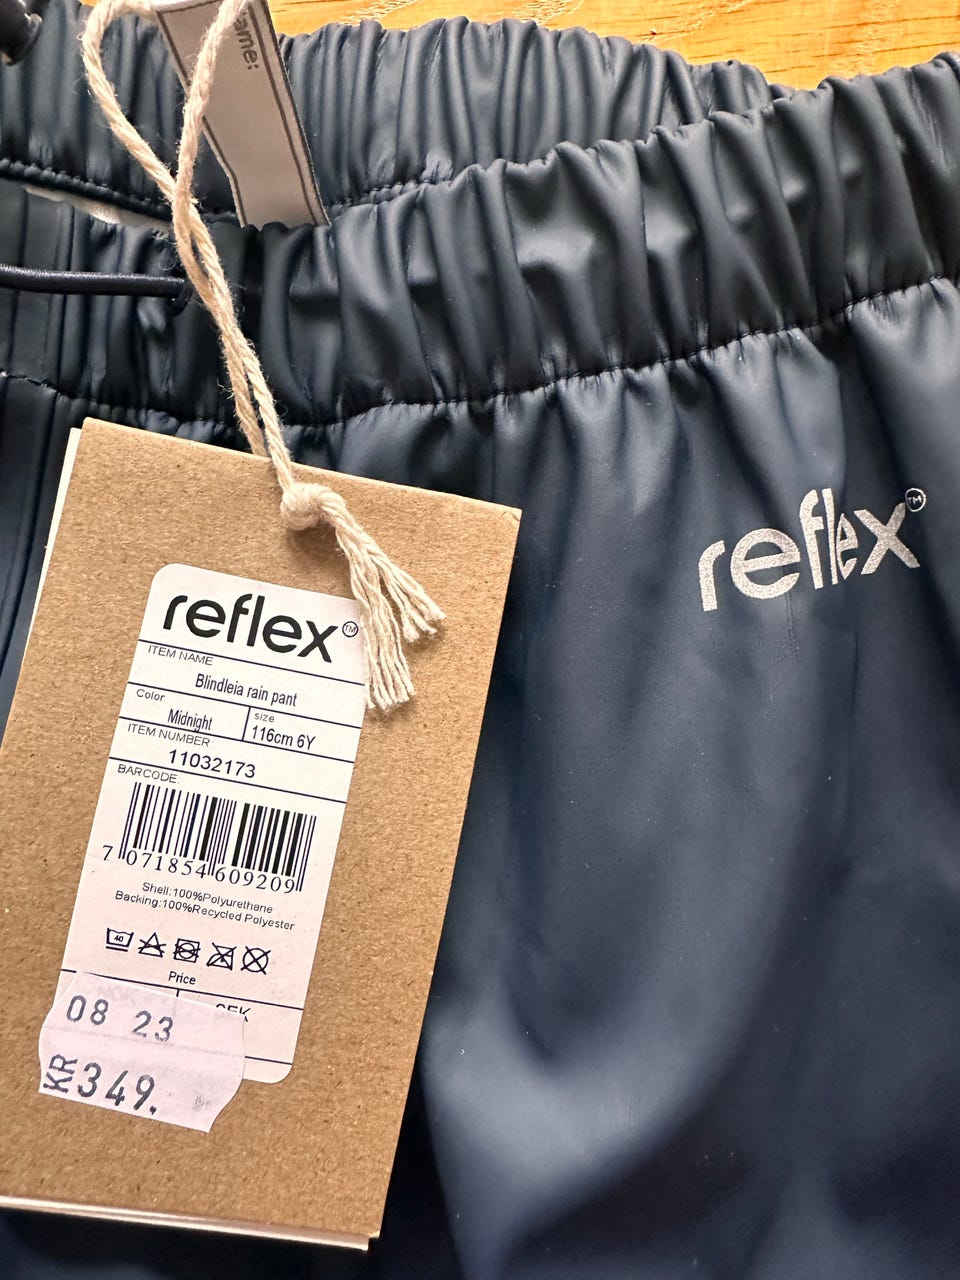 ame:
reflex™
reflex™
ITEM NAME
Blindleia rain pant
Color
Midnight
size
116cm 6Y
ITEM NUMBER
11032173
BARCODE
7 071854 609209
Shell:100%Polyurethane
Backing:100%Recycled Polyester
40
Price
SEK
08 23
KR 349.